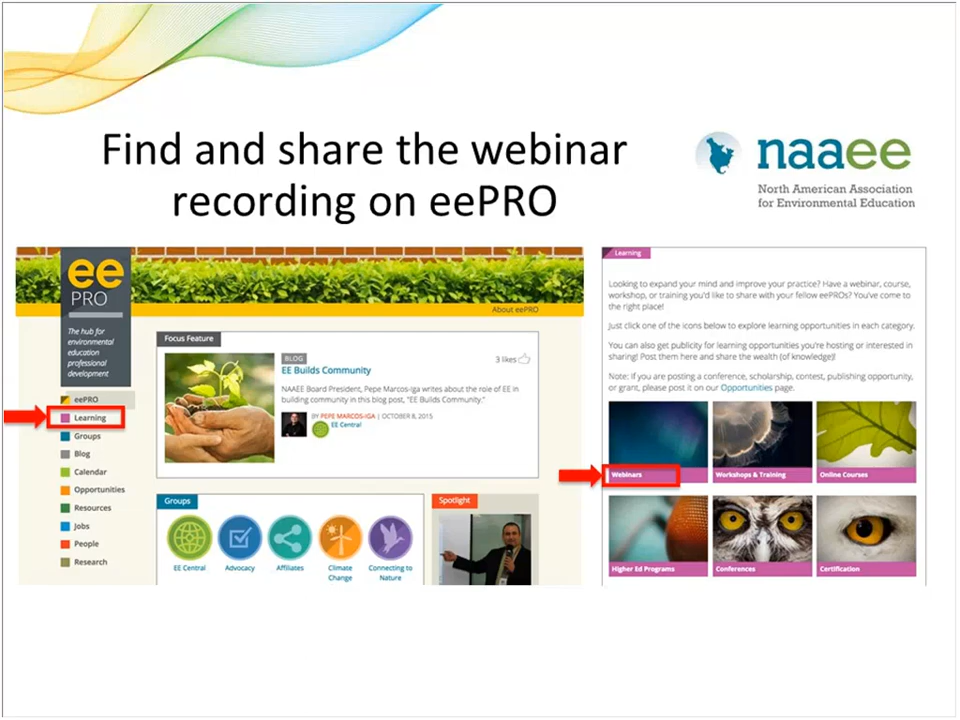 Find and share the webinar
recording on eePRO
naaee
North American Association
for Environmental Education
ee
PRO
The hub for
environmental
education
professional
development
eePRO
Learning
Groups
Blog
Calendar
Opportunities
Resources
Jobs
People
Research
About eePRO
Focus Feature
BLOG
3 likes
EE Builds Community
NAAEE Board President, Pepe Marcos-Iga writes about the role of EE in
building community in this blog post, "EE Builds Community."
BY PEPE MARCOS-IGA | OCTOBER 8, 2015
EE Central
Groups
EE Central
Advocacy
Affiliates
Climate
Change
Connecting to
Nature
Spotlight
Learning
Looking to expand your mind and improve your practice? Have a webinar, course,
workshop, or training you'd like to share with your fellow eePROs? You've come to
the right place!
Just click one of the icons below to explore learning opportunities in each category.
You can also get publicity for learning opportunities you're hosting or interested in
sharing! Post them here and share the wealth (of knowledge)!
Note: If you are posting a conference, scholarship, contest, publishing opportunity,
or grant, please post it on our Opportunities page.
Webinars
Workshops & Training
Online Courses
Higher Ed Programs
Conferences
Certification